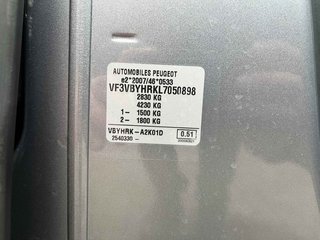 AUTOMOBILES PEUGEOT
e2*2007/46*0533
VF3VBYHRKL7050898
2830 KG
4230 KG
1- 1500 KG
2- 1800 KG
VBYHRK-A2K01D 0.51
2540330-